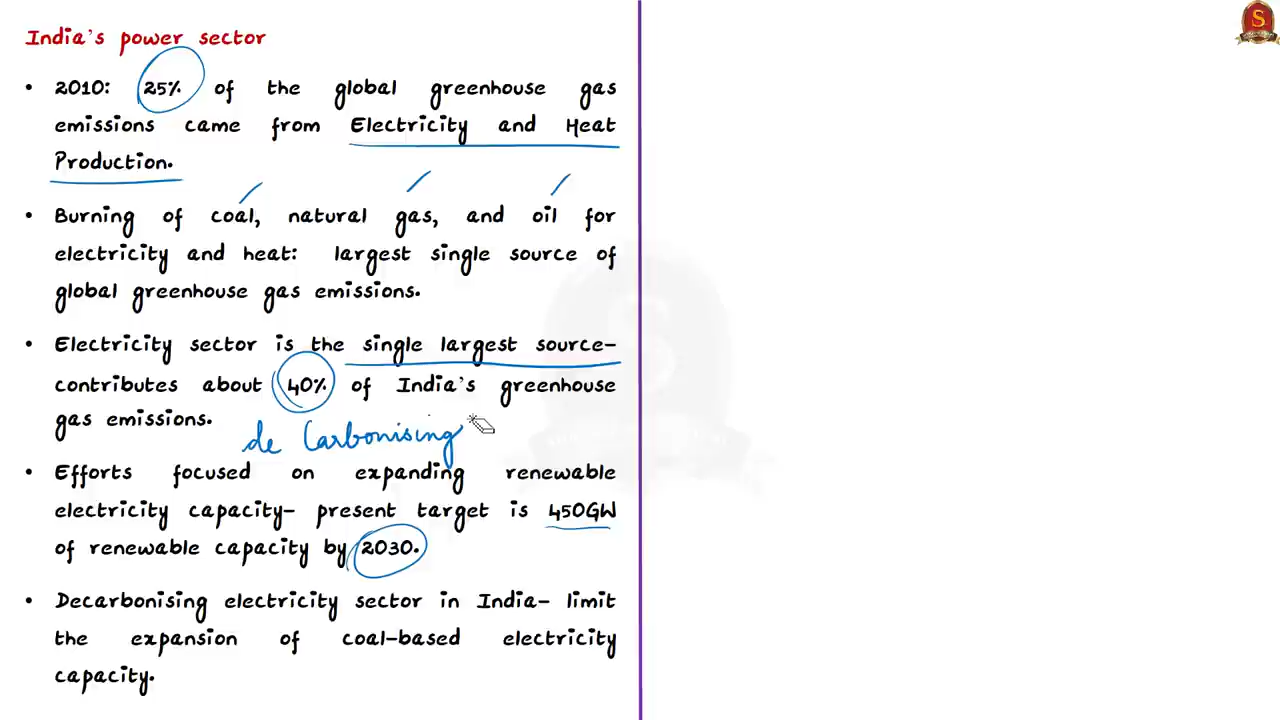 India's power sector
• 2010: 25% of the global greenhouse gas
emissions came from Electricity and Heat
Production.
• Burning of coal, natural gas, and oil for
electricity and heat: largest single source of
global greenhouse gas emissions.
• Electricity sector is the single largest source-
contributes about 40% of India's greenhouse
gas emissions.
de Carbonising
• Efforts focused on expanding renewable
electricity capacity- present target is 450GW
of renewable capacity by 2030.
• Decarbonising electricity sector in India- limit
the expansion of coal-based electricity
capacity.
S